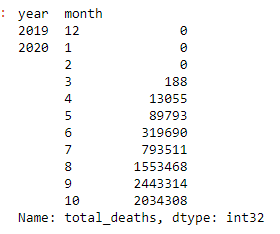 : year month
2019 12 0
2020 1 0
2 0
3 188
4 13055
5 89793
6 319690
7 793511
8 1553468
9 2443314
10 2034308
Name: total_deaths, dtype: int32